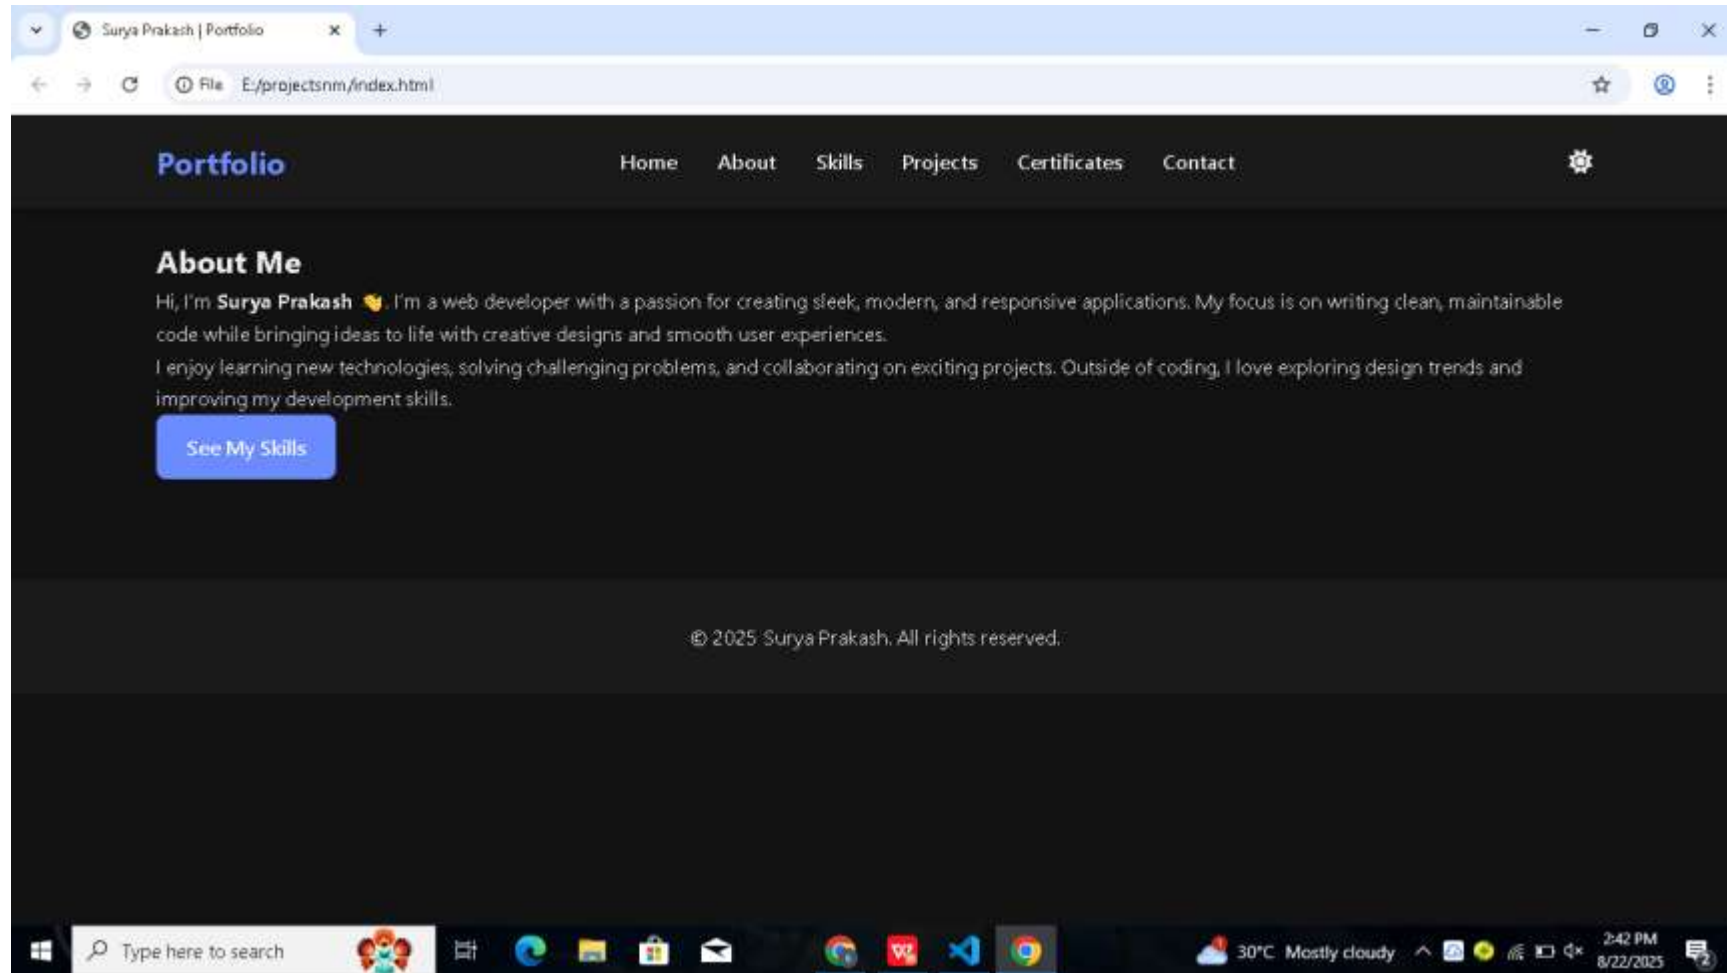 Surya Prakash | Portfolio
File E:/projectsnm/index.html
Portfolio Home About Skills Projects Certificates Contact
About Me
Hi, I'm Surya Prakash 👋. I'm a web developer with a passion for creating sleek, modern, and responsive applications. My focus is on writing clean, maintainable
code while bringing ideas to life with creative designs and smooth user experiences.
I enjoy learning new technologies, solving challenging problems, and collaborating on exciting projects. Outside of coding, I love exploring design trends and
improving my development skills.
See My Skills
© 2025 Surya Prakash. All rights reserved.
Type here to search
30°C Mostly cloudy
2:42 PM
8/22/2025
2